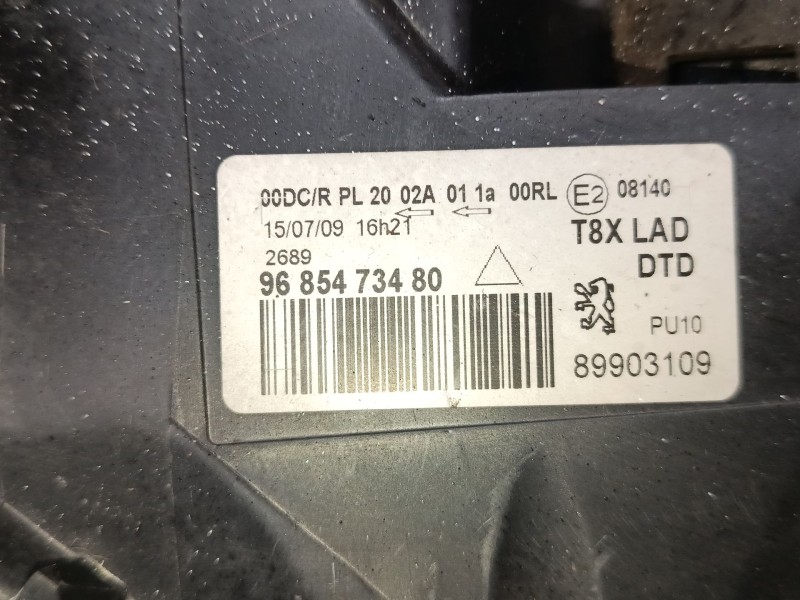 00DC/R PL 20 02A 01 1a 00RL E2 08140
15/07/09 16h21
T8X LAD
2689
DTD
96 854 734 80
PU10
89903109